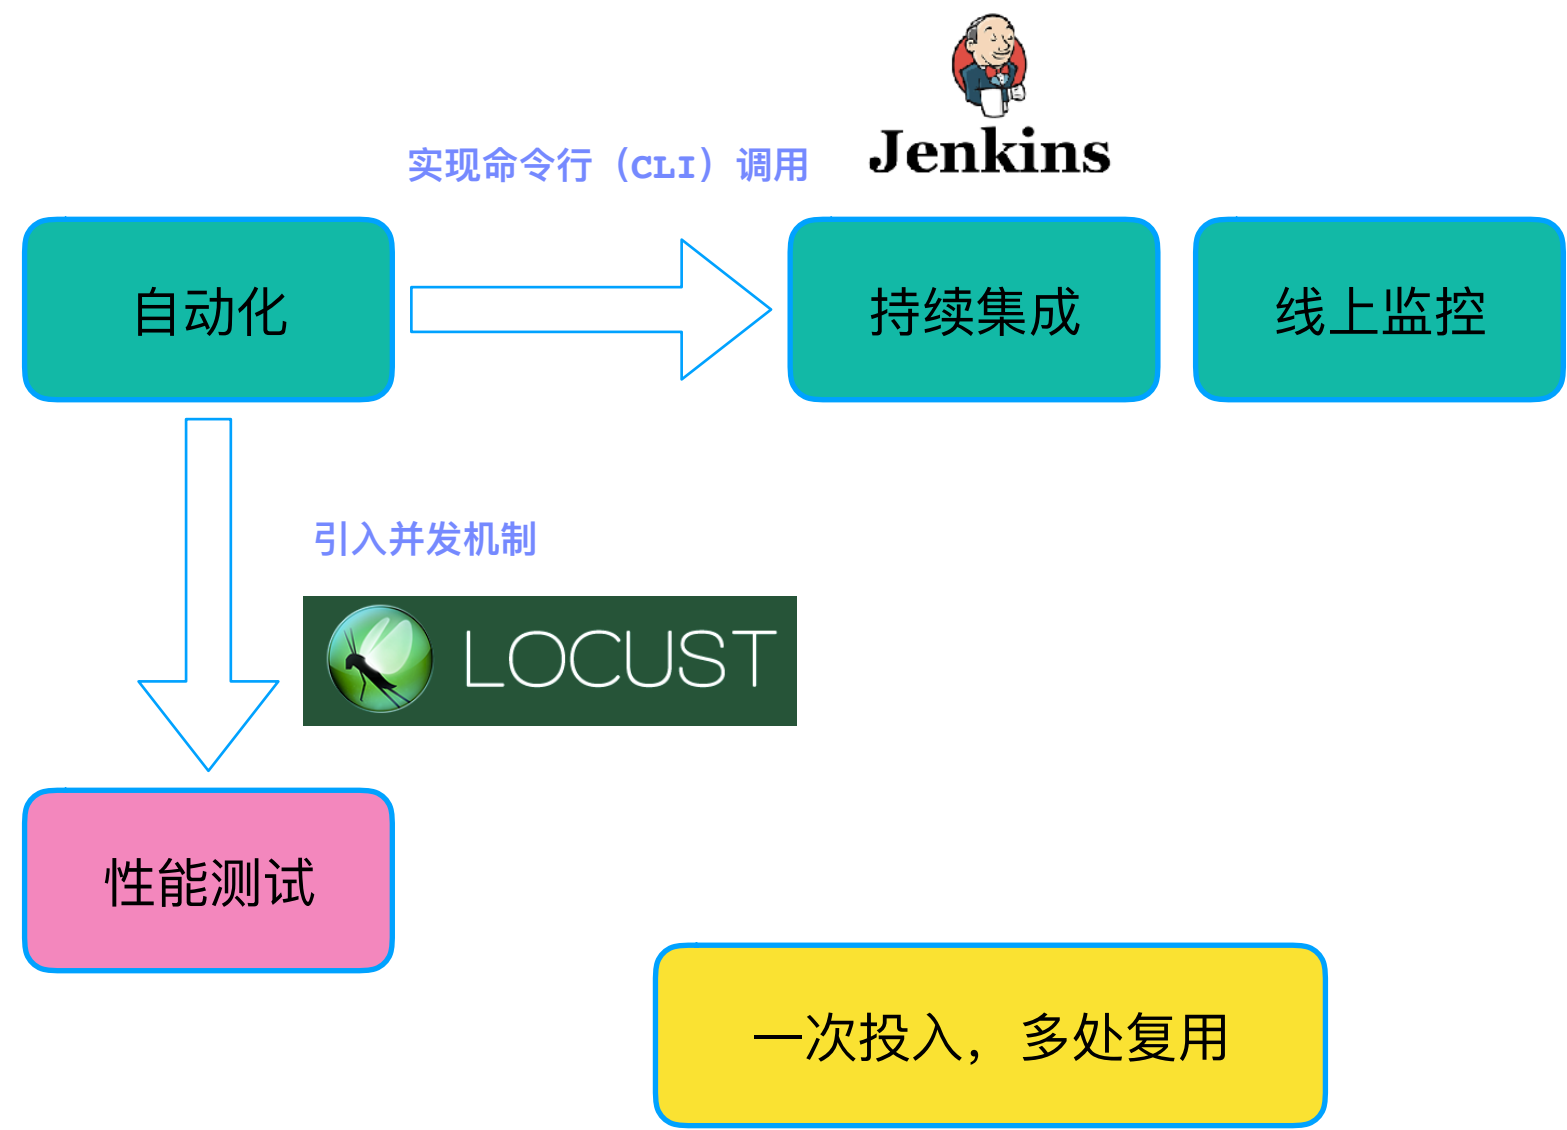 Jenkins
实现命令行（CLI）调用
自动化
持续集成
线上监控
引入并发机制
LOCUST
性能测试
一次投入，多处复用